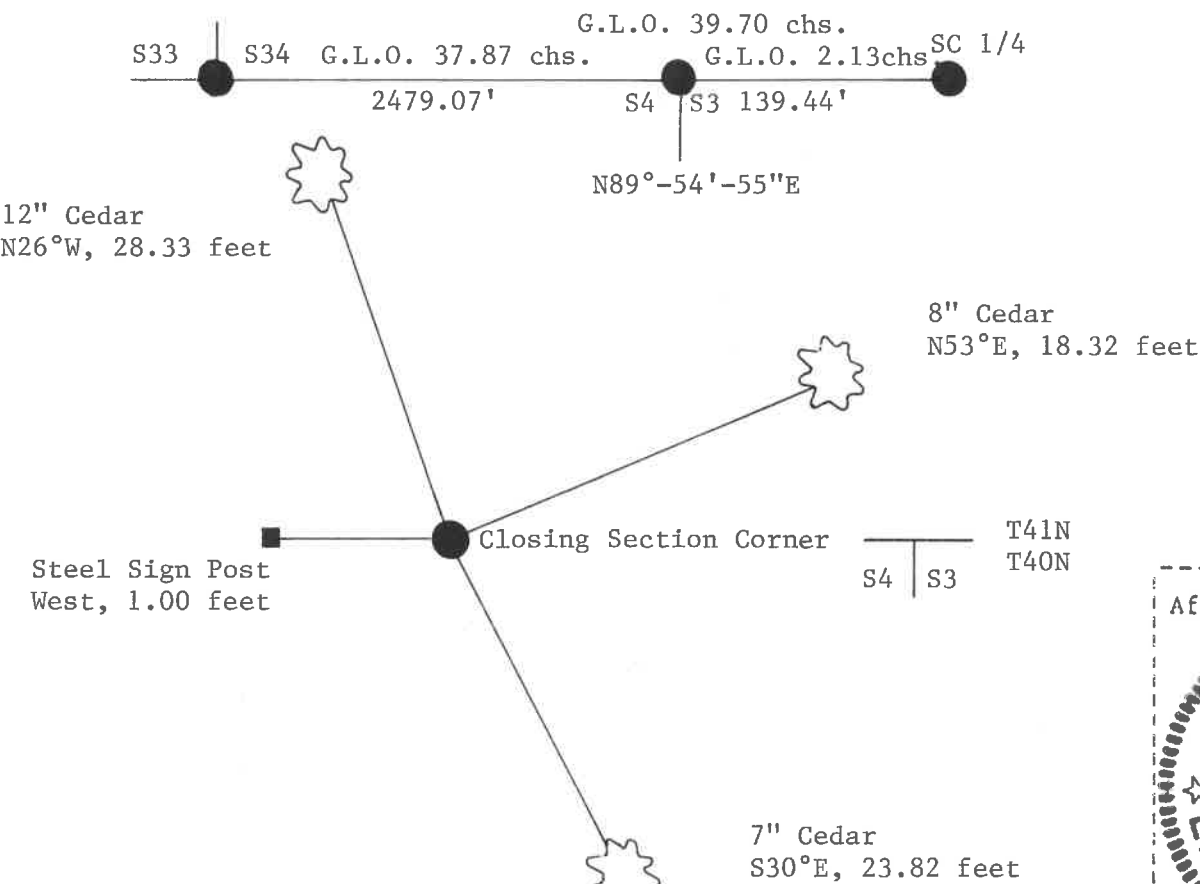 G.L.O. 39.70 chs.
S33 S34 G.L.O. 37.87 chs. G.L.O. 2.13chs. SC 1/4
2479.07' S4 S3 139.44'
N89°-54'-55"E
12" Cedar
N26°W, 28.33 feet
8" Cedar
N53°E, 18.32 feet
Closing Section Corner
T41N
T40N
S4 S3
Steel Sign Post
West, 1.00 feet
Af
7" Cedar
S30°E, 23.82 feet